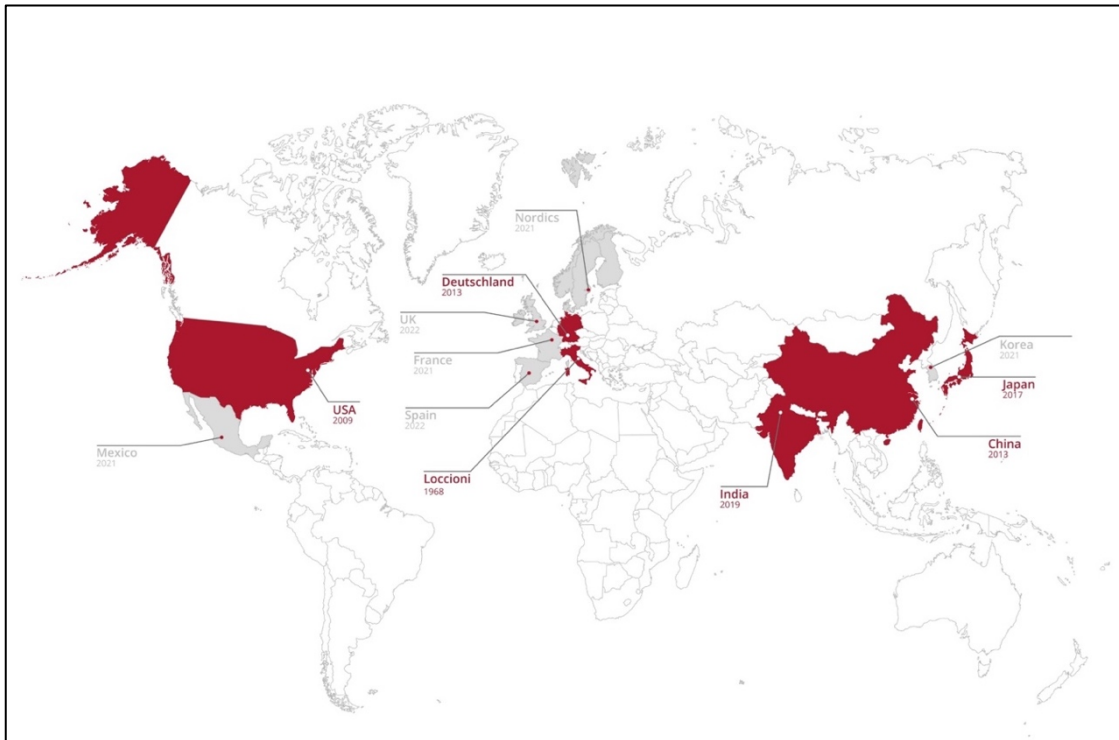 Nordics
2021
Deutschland
2013
UK
2022
France
2021
Spain
2022
Loccioni
1968
USA
2009
Mexico
2021
Korea
2021
Japan
2017
China
2013
India
2019